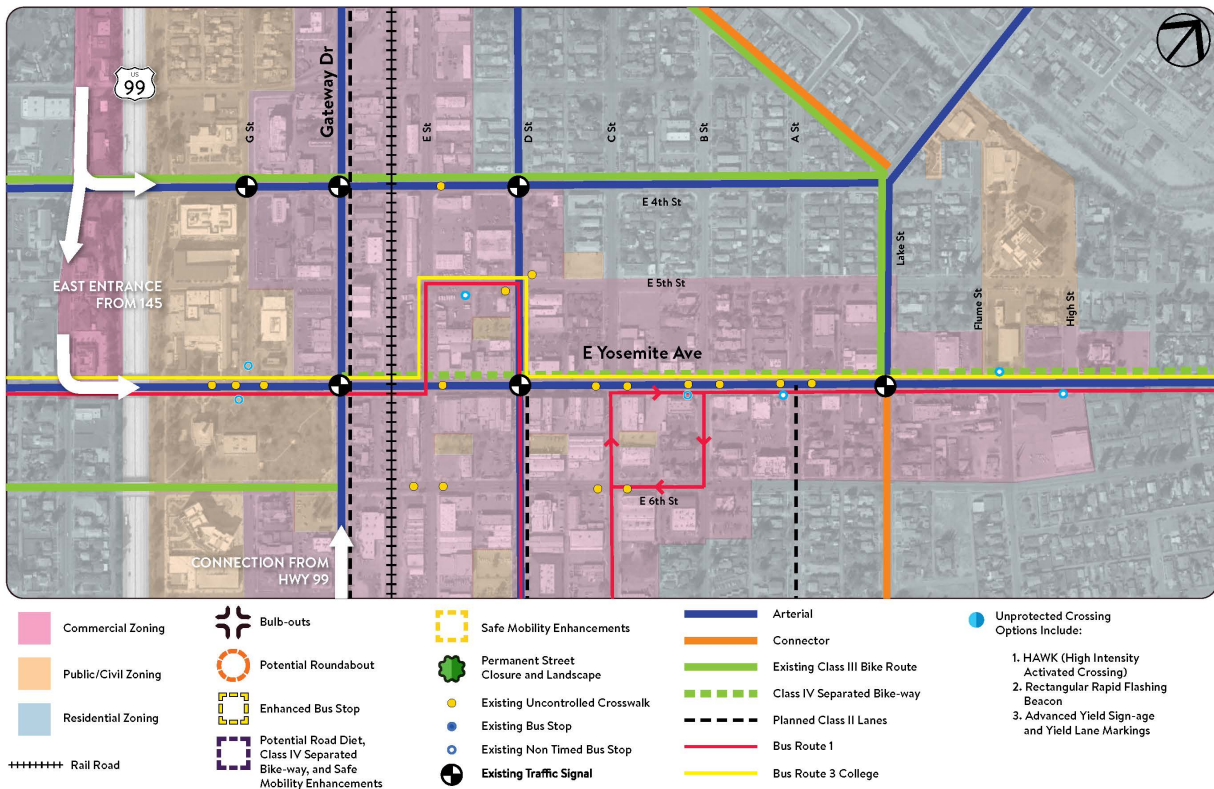 US
99
Gateway Dr
G St
E St
D St
C St
B St
A St
E 4th St
Lake St
EAST ENTRANCE
FROM 145
E 5th St
Flume St
High St
E Yosemite Ave
E 6th St
CONNECTION FROM
HWY 99
Commercial Zoning
Public/Civil Zoning
Residential Zoning
Rail Road
Bulb-outs
Potential Roundabout
Enhanced Bus Stop
Potential Road Diet,
Class IV Separated
Bike-way, and Safe
Mobility Enhancements
Safe Mobility Enhancements
Permanent Street
Closure and Landscape
Existing Uncontrolled Crosswalk
Existing Bus Stop
Existing Non Timed Bus Stop
Existing Traffic Signal
Arterial
Connector
Existing Class III Bike Route
Class IV Separated Bike-way
Planned Class II Lanes
Bus Route 1
Bus Route 3 College
Unprotected Crossing
Options Include:
1. HAWK (High Intensity
Activated Crossing)
2. Rectangular Rapid Flashing
Beacon
3. Advanced Yield Sign-age
and Yield Lane Markings